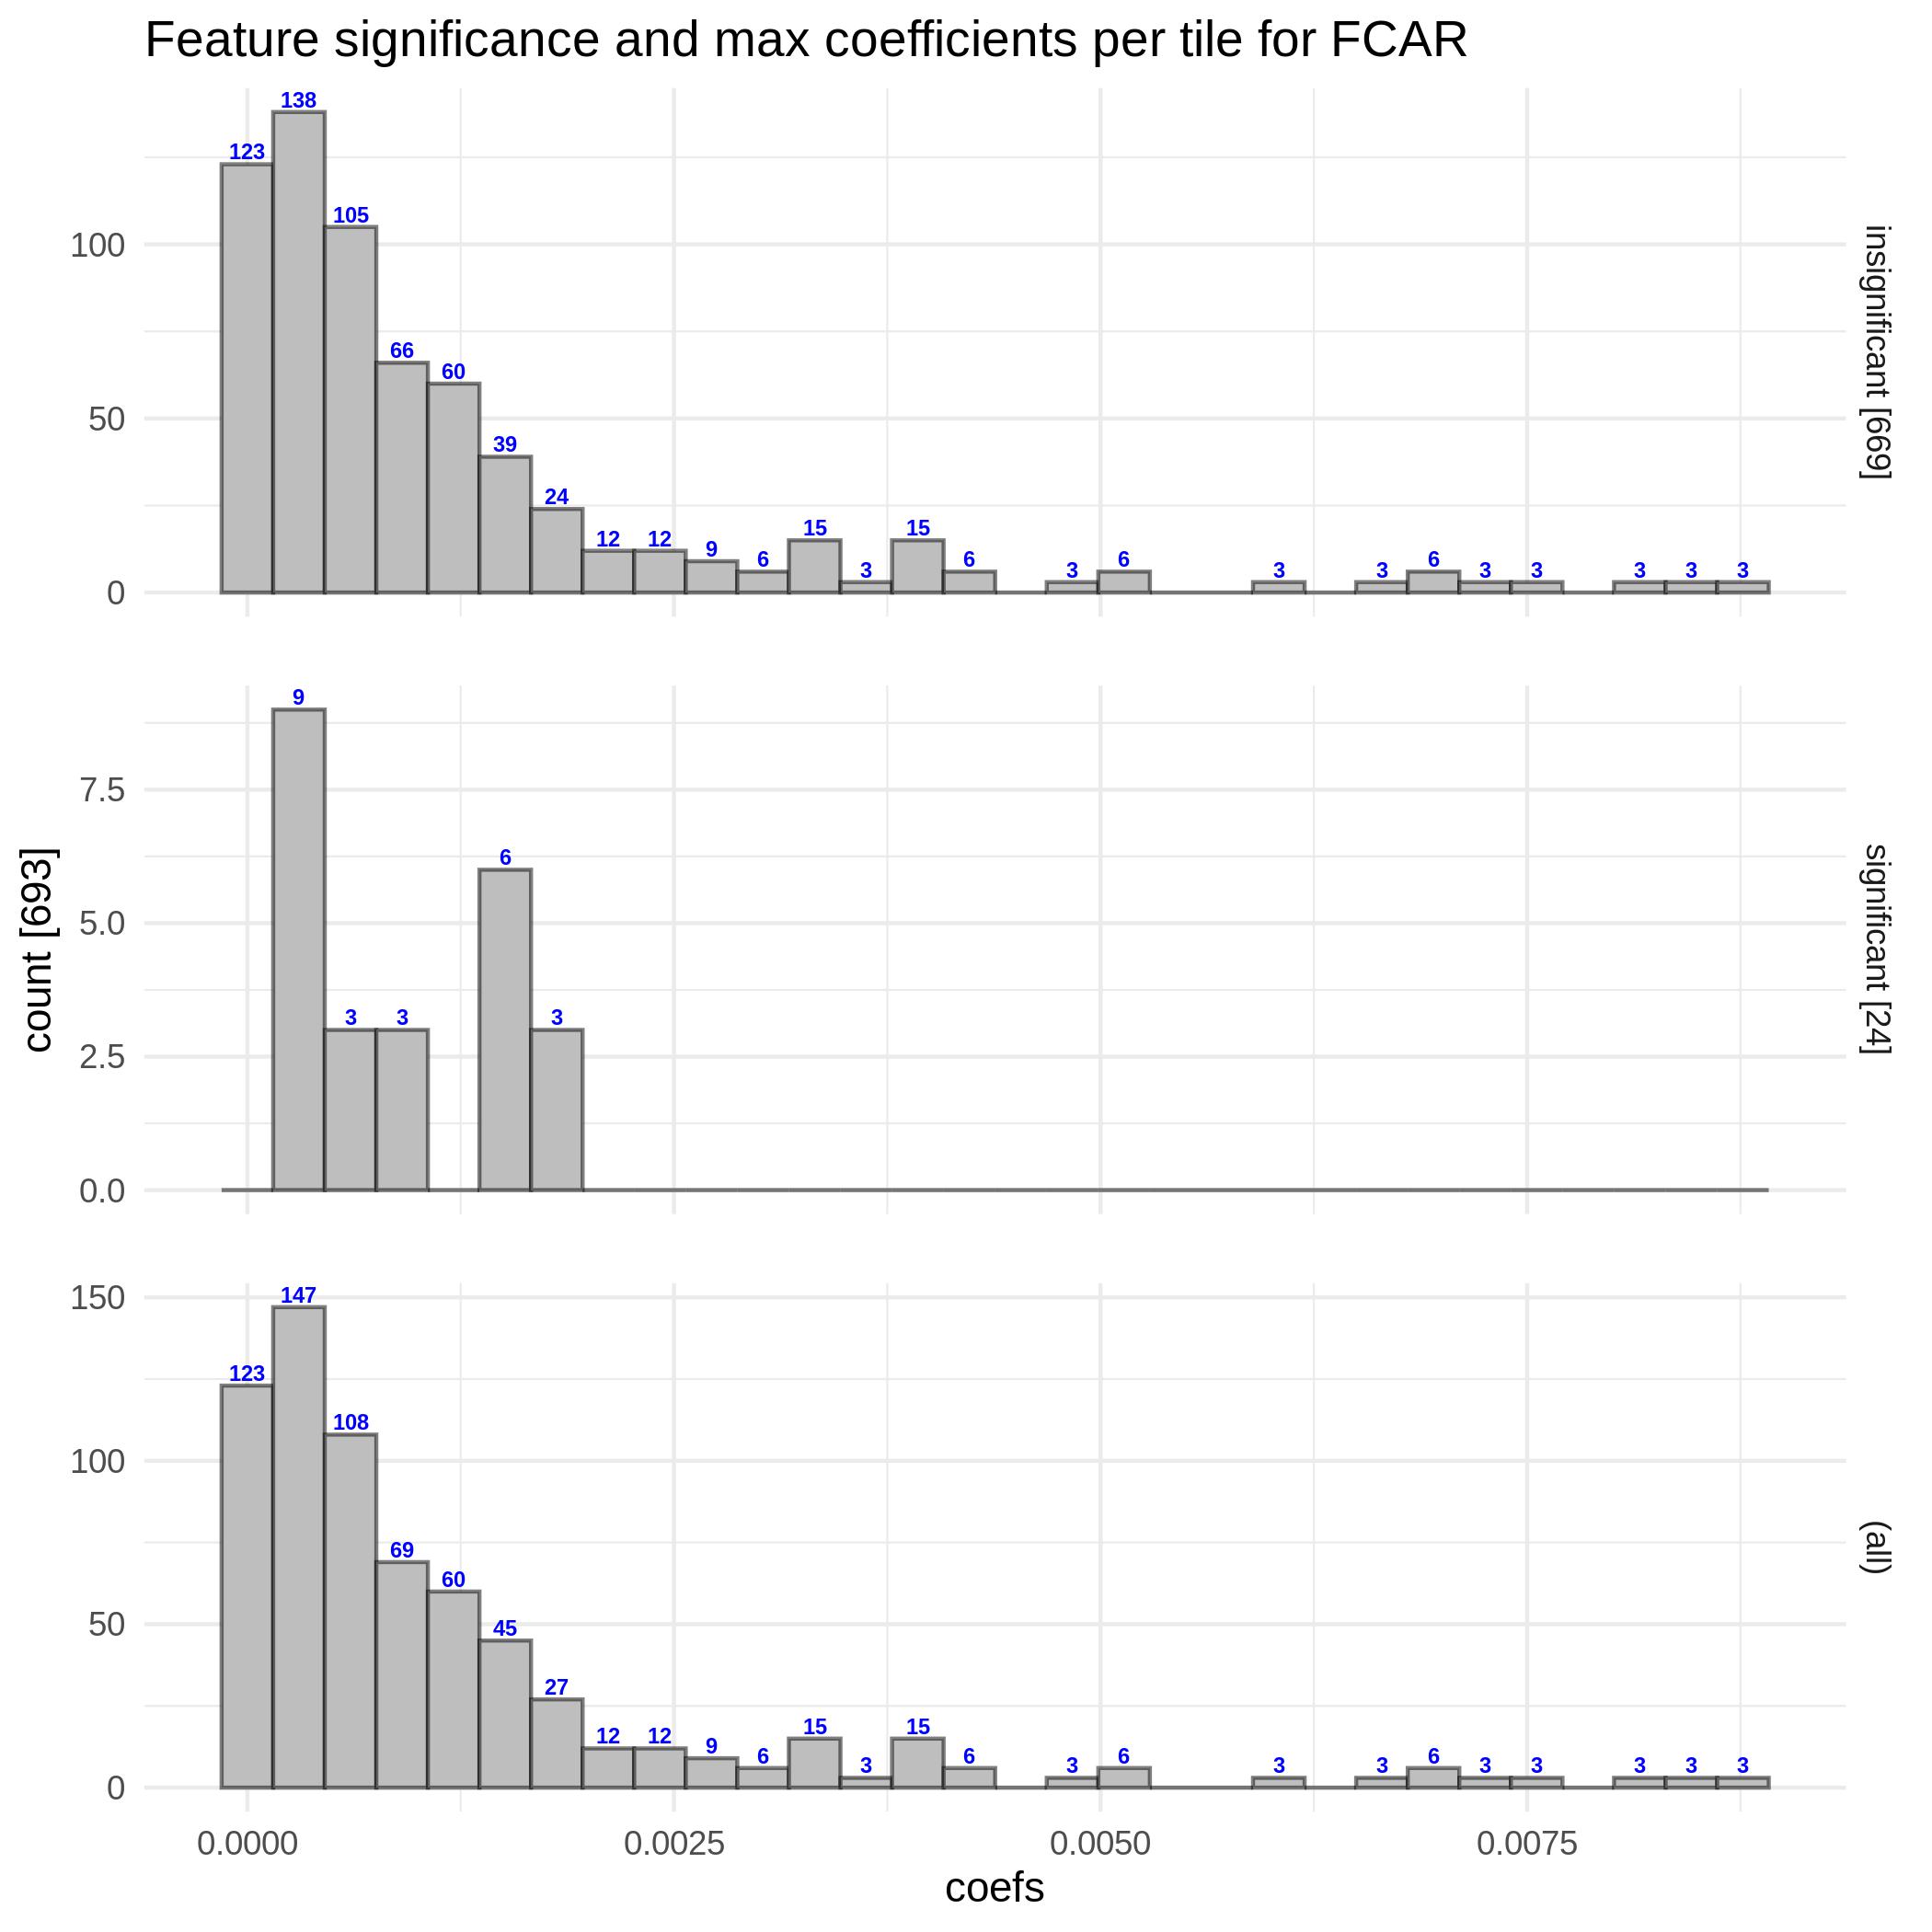 Feature significance and max coefficients per tile for FCAR
138
123
105
66
60
39
24
12 12 9 6 15 3 15 6 3 6 3 3 6 3 3 3 3 3
100
50
0
insignificant [669]
9
6
3 3 3
7.5
5.0
2.5
0.0
significant [24]
count [693]
147
123
108
69
60
45
27
12 12 9 6 15 3 15 6 3 6 3 3 6 3 3 3 3 3
150
100
50
0
(all)
0.0000 0.0025 0.0050 0.0075
coefs